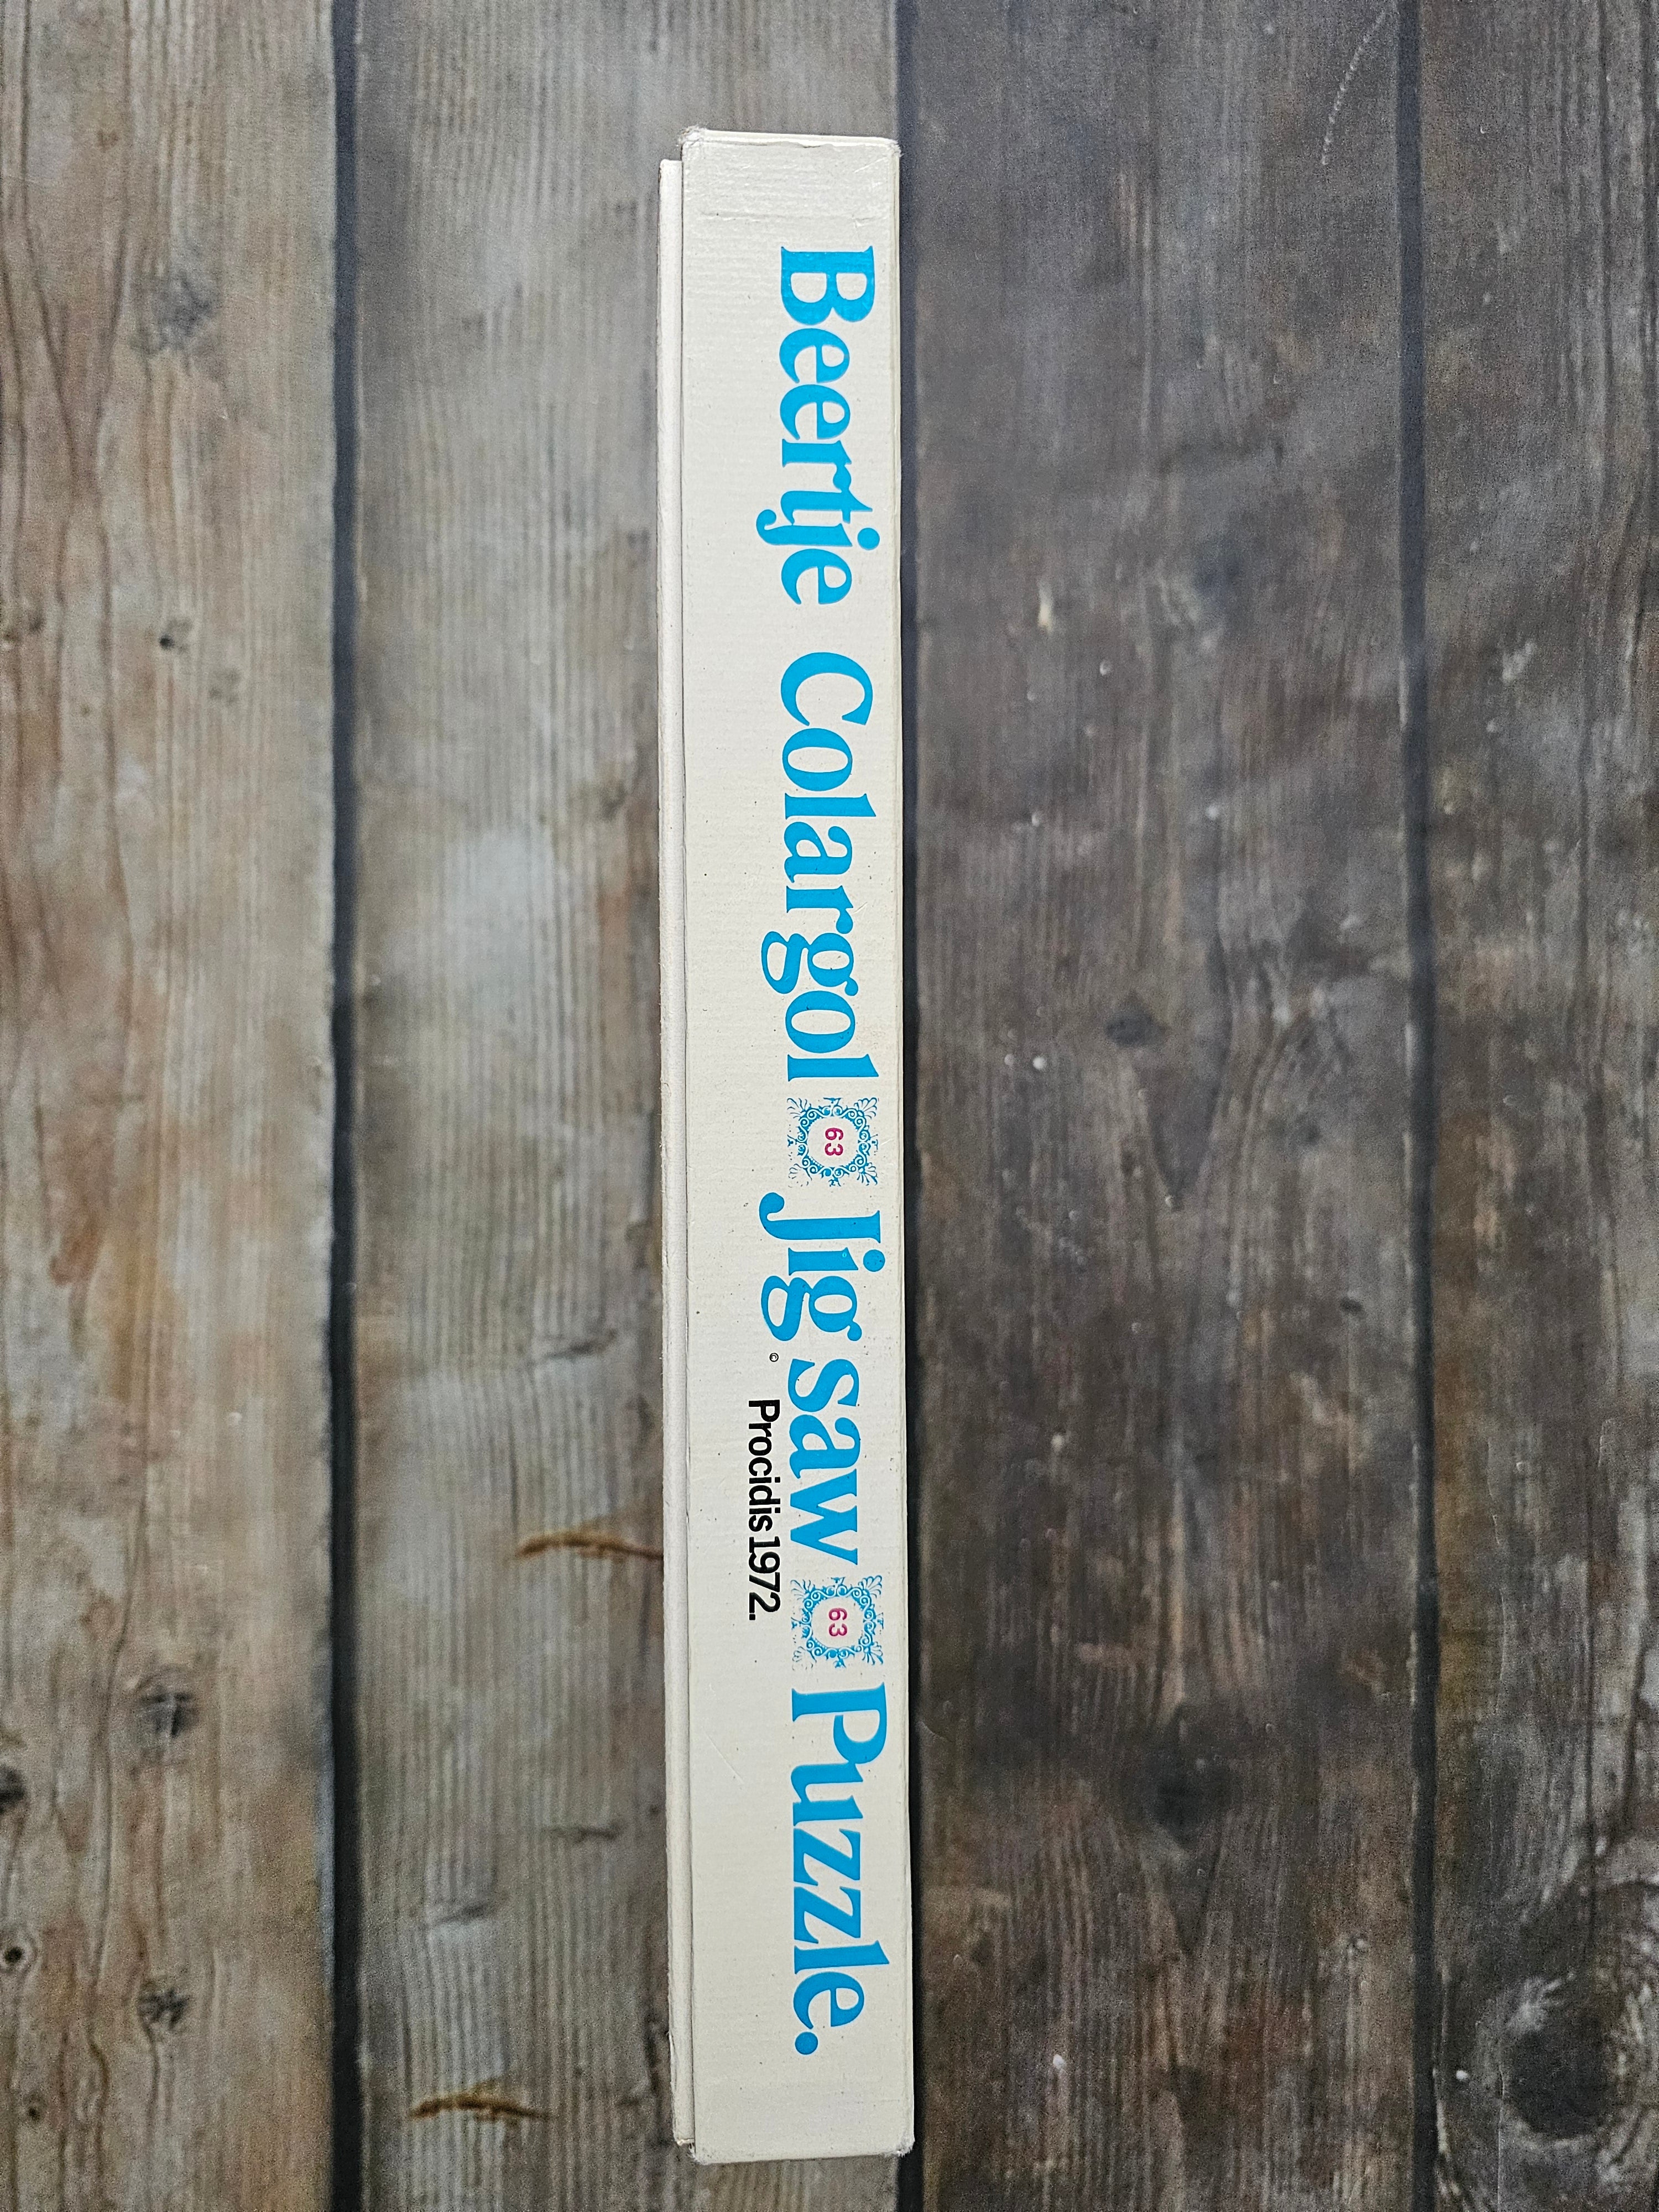 Beertje Colargol 63 Jig saw 63 Puzzle.
© Procidis 1972.